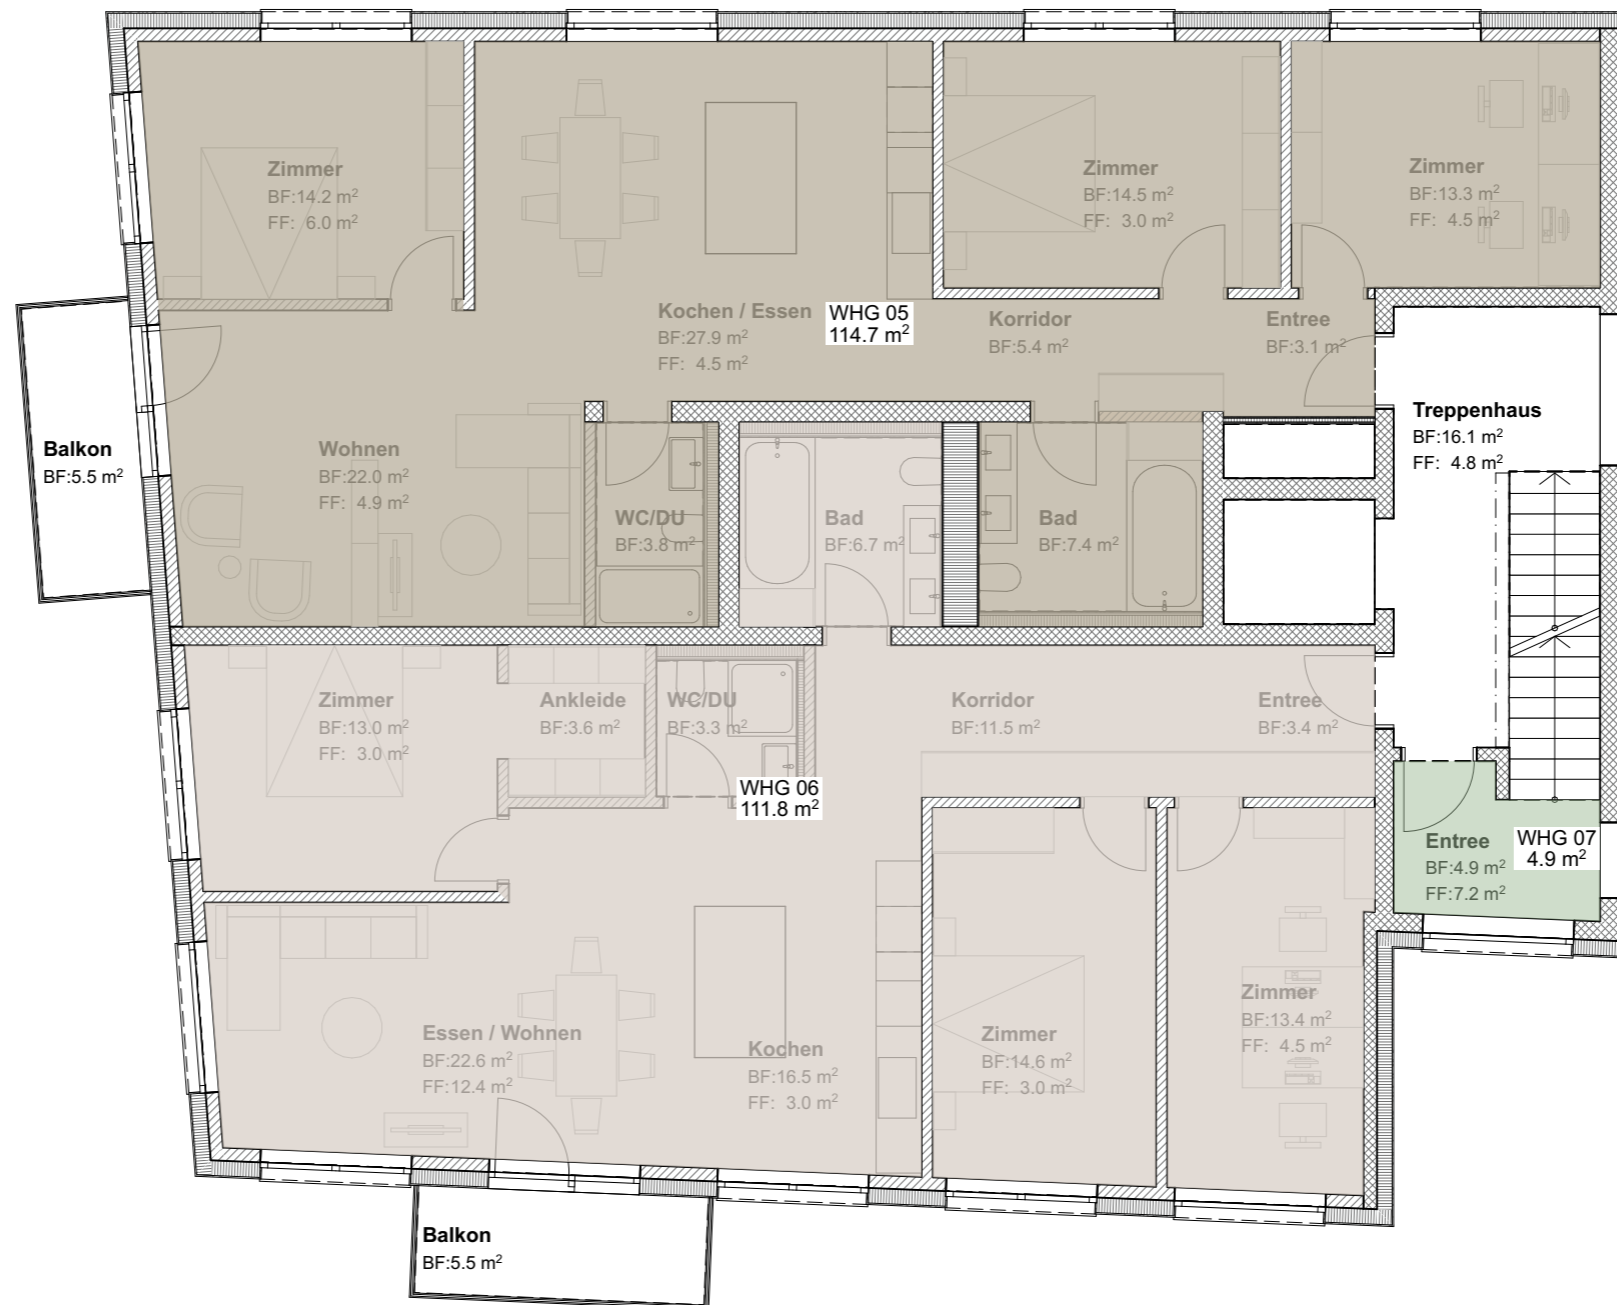 Zimmer
BF:14.2 m²
FF: 6.0 m²
Zimmer
BF:14.5 m²
FF: 3.0 m²
Zimmer
BF:13.3 m²
FF: 4.5 m²
Kochen / Essen
BF:27.9 m²
FF: 4.5 m²
WHG 05
114.7 m²
Korridor
BF:5.4 m²
Entree
BF:3.1 m²
Treppenhaus
BF:16.1 m²
FF: 4.8 m²
Balkon
BF:5.5 m²
Wohnen
BF:22.0 m²
FF: 4.9 m²
WC/DU
BF:3.8 m²
Bad
BF:6.7 m²
Bad
BF:7.4 m²
Zimmer
BF:13.0 m²
FF: 3.0 m²
Ankleide
BF:3.6 m²
WC/DU
BF:3.3 m²
Korridor
BF:11.5 m²
Entree
BF:3.4 m²
WHG 06
111.8 m²
Entree
BF:4.9 m²
FF:7.2 m²
WHG 07
4.9 m²
Essen / Wohnen
BF:22.6 m²
FF:12.4 m²
Kochen
BF:16.5 m²
FF: 3.0 m²
Zimmer
BF:14.6 m²
FF: 3.0 m²
Zimmer
BF:13.4 m²
FF: 4.5 m²
Balkon
BF:5.5 m²